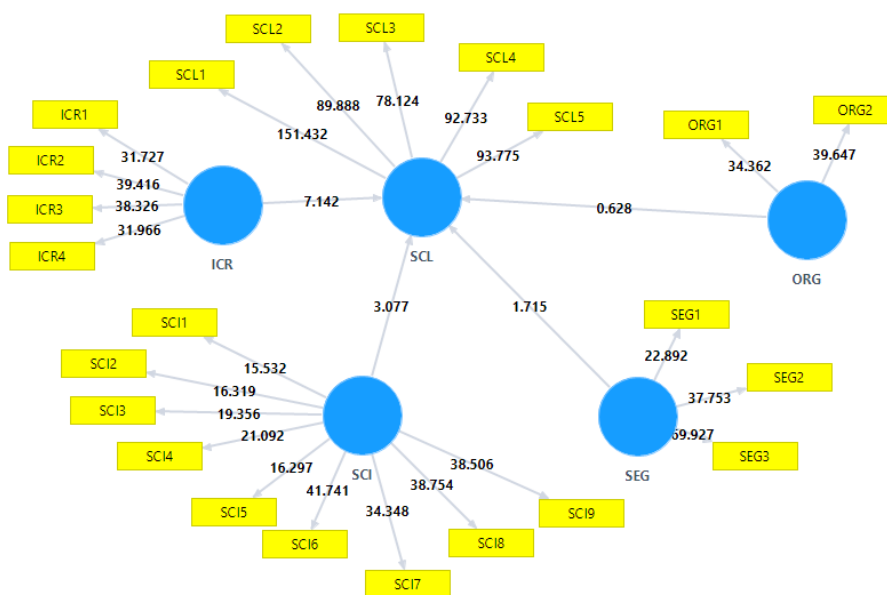 SCL2
SCL3
SCL1
SCL4
SCL5
ICR1
ICR2
ICR3
ICR4
ORG1
ORG2
89.888
78.124
92.733
151.432
93.775
31.727
39.416
38.326
31.966
34.362
39.647
7.142
0.628
ICR
SCL
ORG
3.077
1.715
SCI1
SCI2
SCI3
SCI4
SCI5
SCI6
SCI7
SCI8
SCI9
15.532
16.319
19.356
21.092
16.297
41.741
34.348
38.754
38.506
SCI
SEG1
SEG2
SEG3
22.892
37.753
69.927
SEG